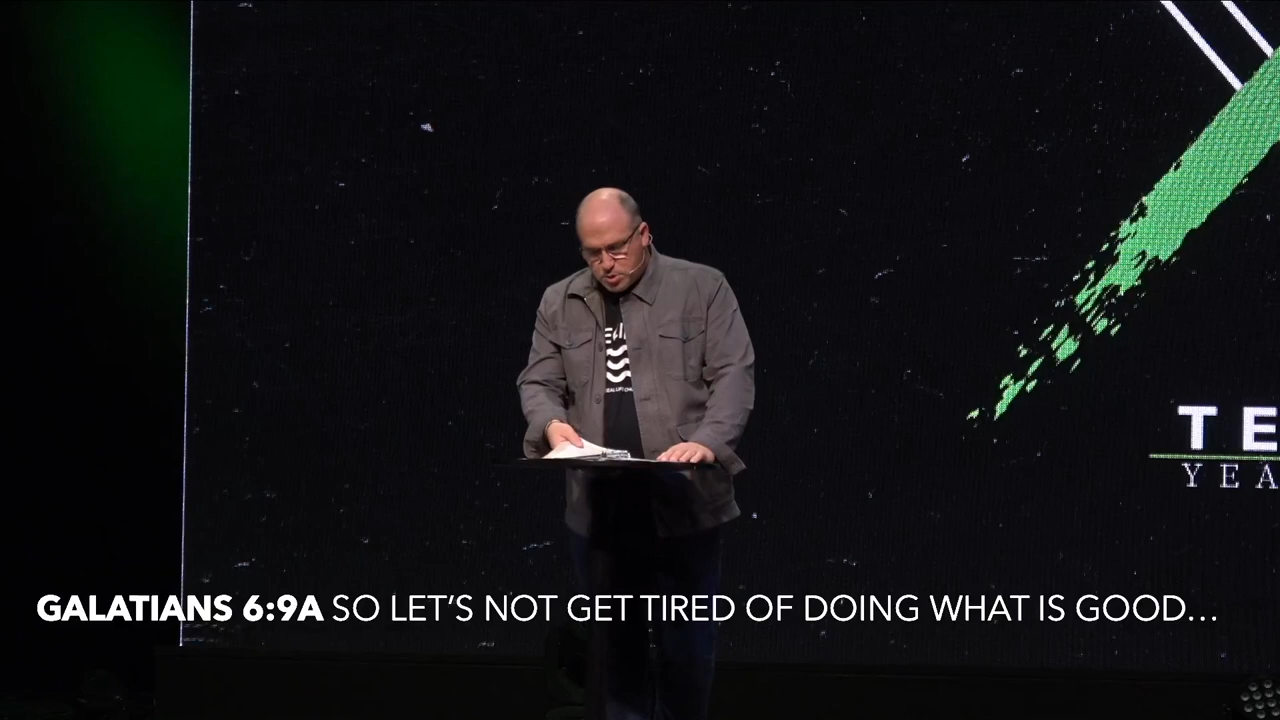 TE
YEA
GALATIANS 6:9A SO LET'S NOT GET TIRED OF DOING WHAT IS GOOD…